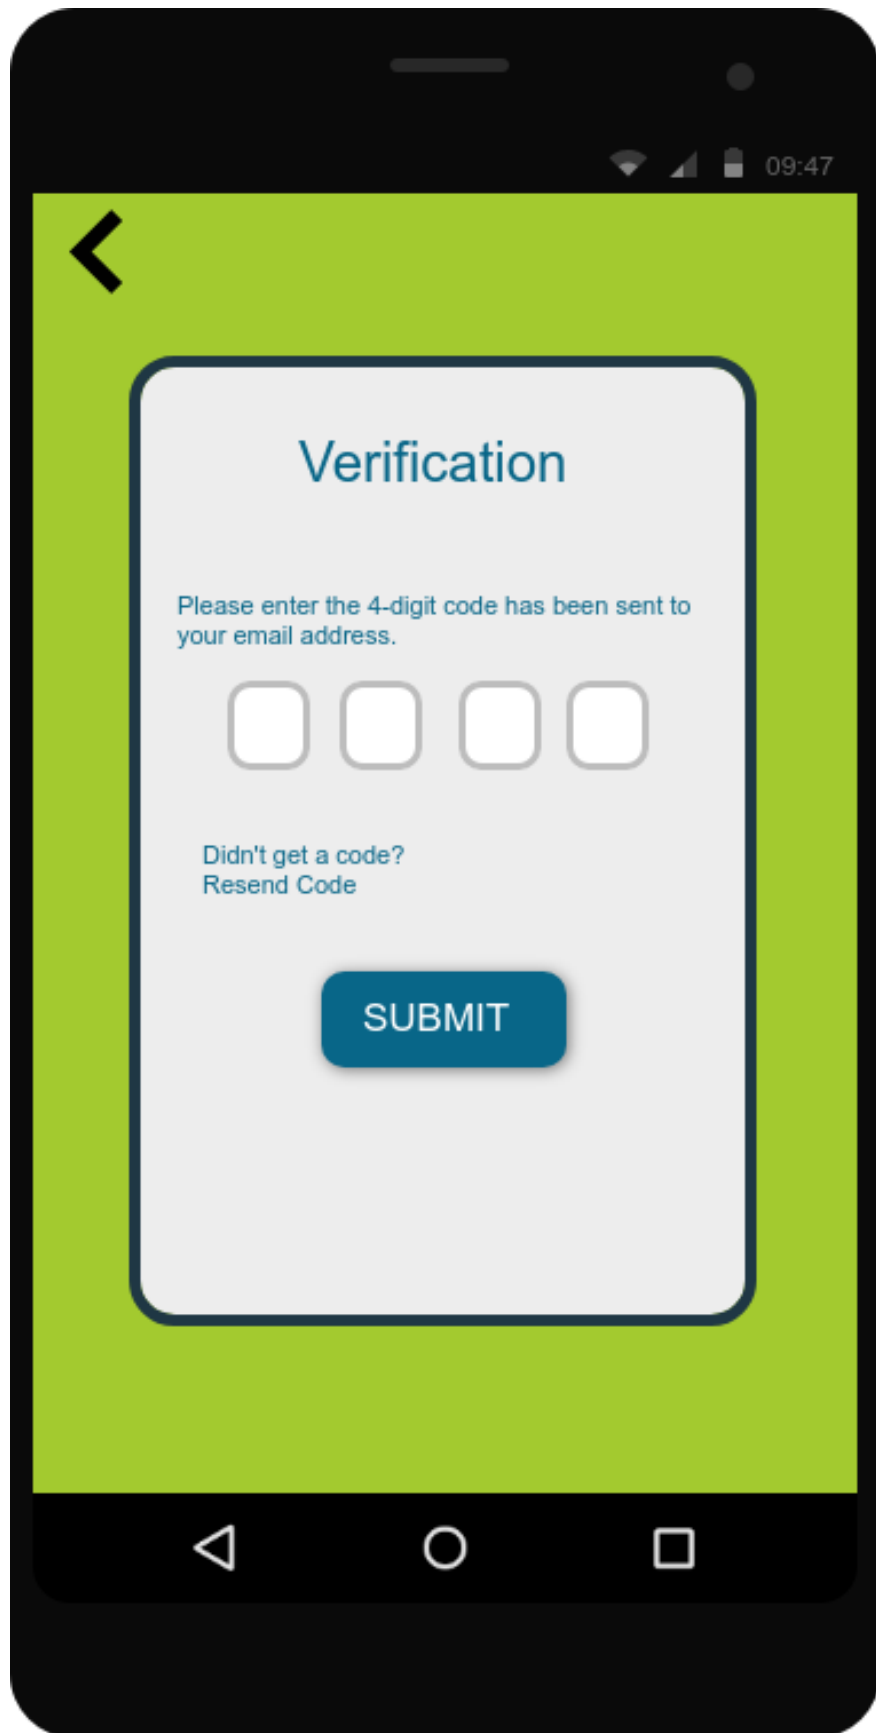 09:47
Verification
Please enter the 4-digit code has been sent to
your email address.
Didn't get a code?
Resend Code
SUBMIT